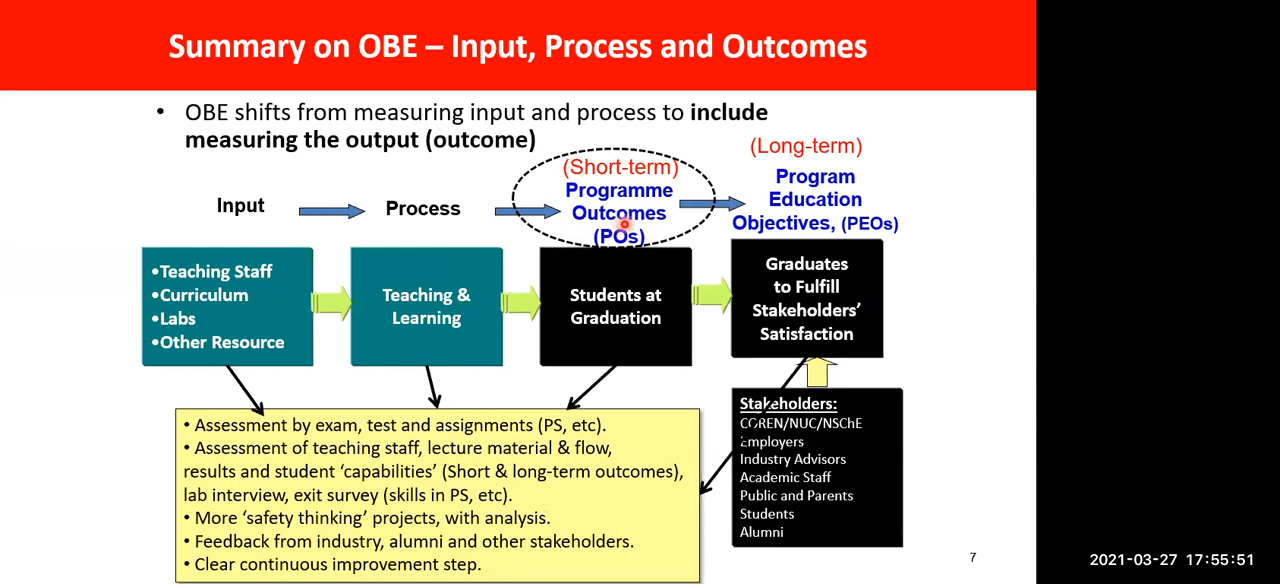 Summary on OBE – Input, Process and Outcomes
• OBE shifts from measuring input and process to include
measuring the output (outcome)
Input
Process
(Short-term)
Programme
Outcomes
(POs)
(Long-term)
Program
Education
Objectives, (PEOs)
•Teaching Staff
•Curriculum
•Labs
•Other Resource
Teaching &
Learning
Students at
Graduation
Graduates
to Fulfill
Stakeholders’
Satisfaction
• Assessment by exam, test and assignments (PS, etc).
• Assessment of teaching staff, lecture material & flow,
results and student ‘capabilities’ (Short & long-term outcomes),
lab interview, exit survey (skills in PS, etc).
• More ‘safety thinking’ projects, with analysis.
• Feedback from industry, alumni and other stakeholders.
• Clear continuous improvement step.
Stakeholders:
COREN/NUC/NSChE
Employers
Industry Advisors
Academic Staff
Public and Parents
Students
Alumni
7
2021-03-27 17:55:51